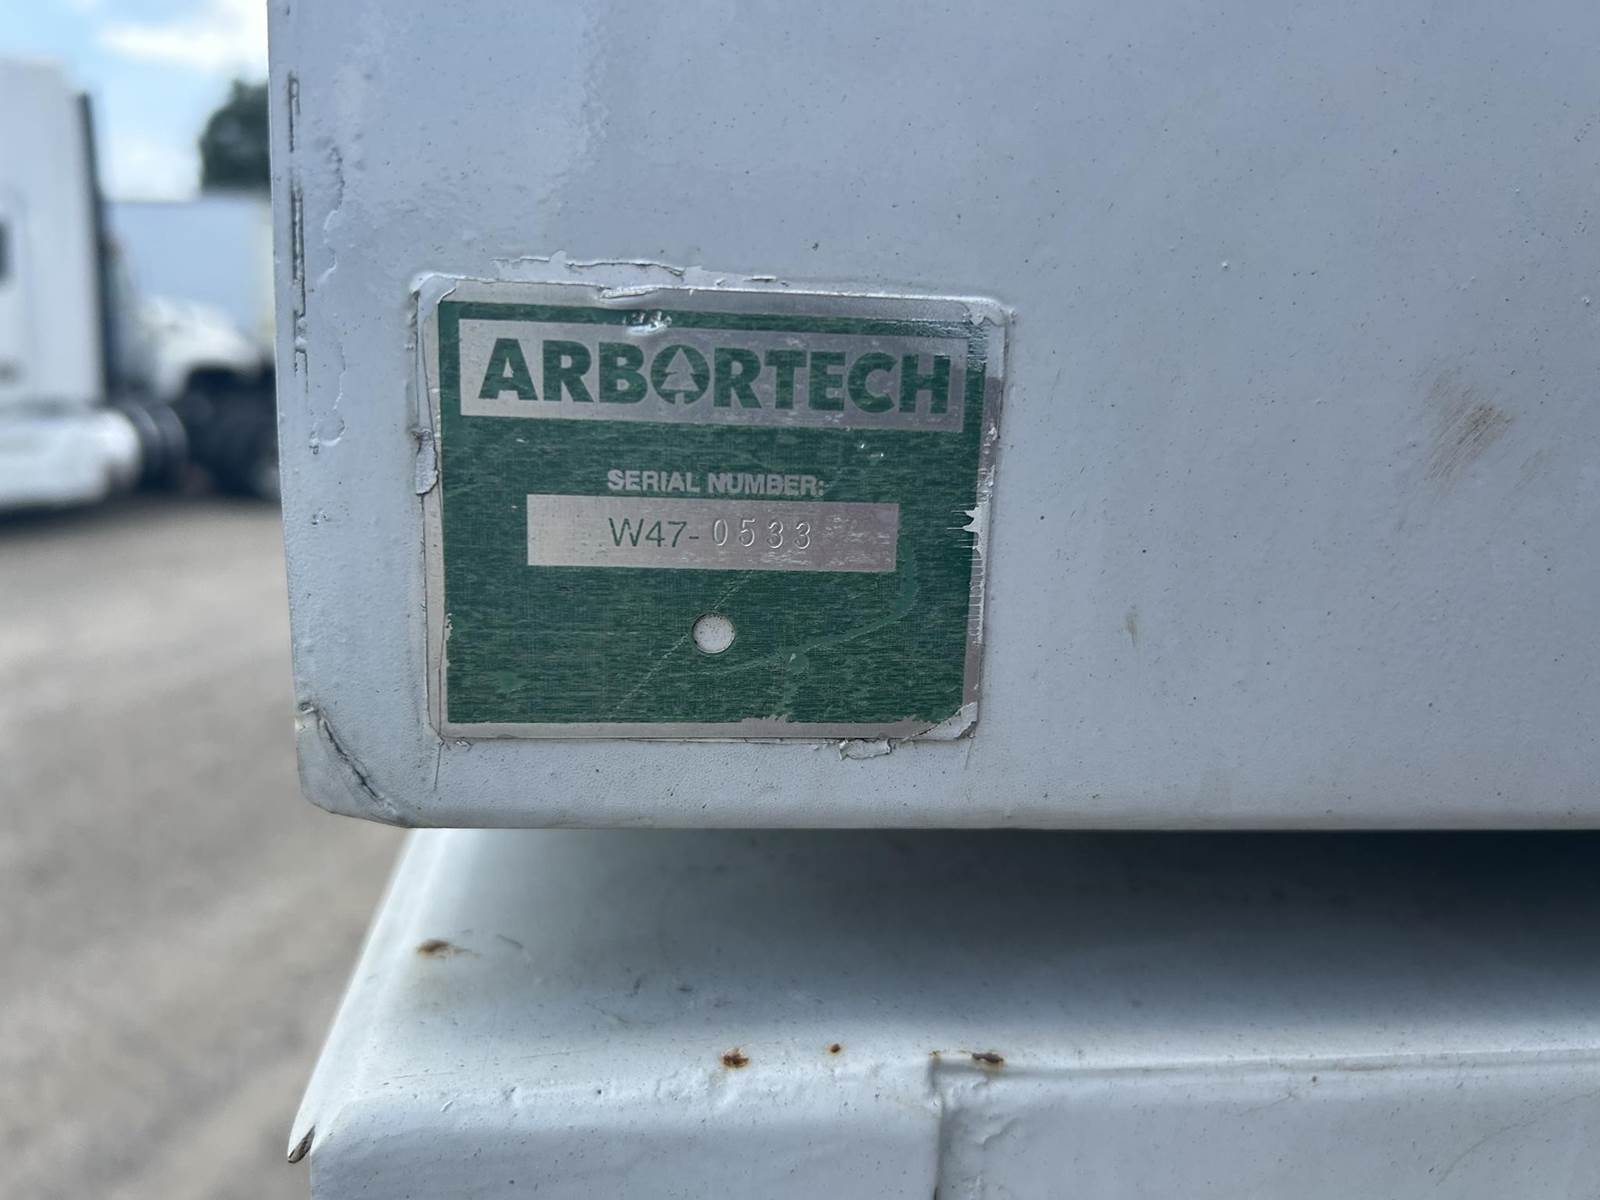 ARBORTECH
SERIAL NUMBER:
W47-0533